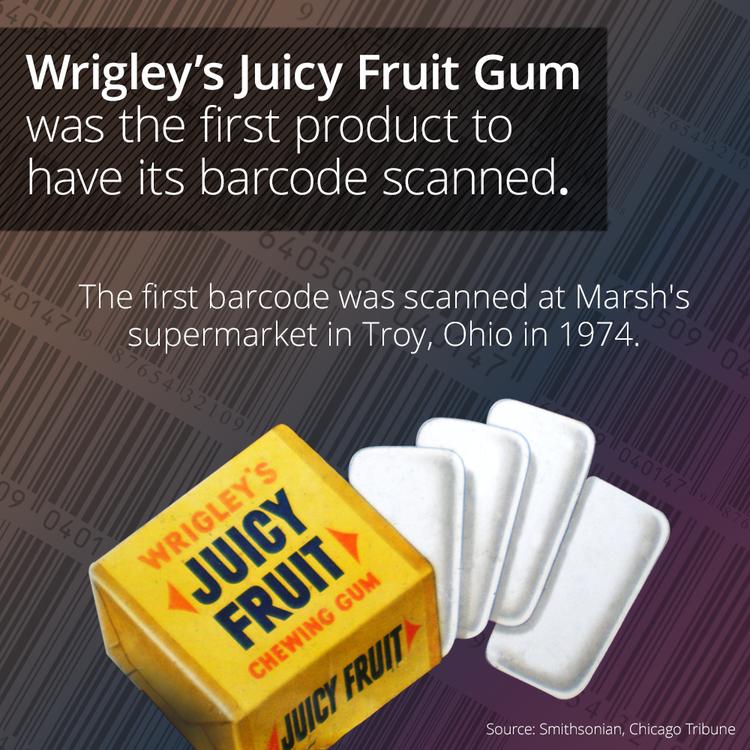 Wrigley's Juicy Fruit Gum
was the first product to
have its barcode scanned.
The first barcode was scanned at Marsh's
supermarket in Troy, Ohio in 1974.
WRIGLEY'S
JUICY
FRUIT
CHEWING GUM
JUICY FRUIT
Source: Smithsonian, Chicago Tribune